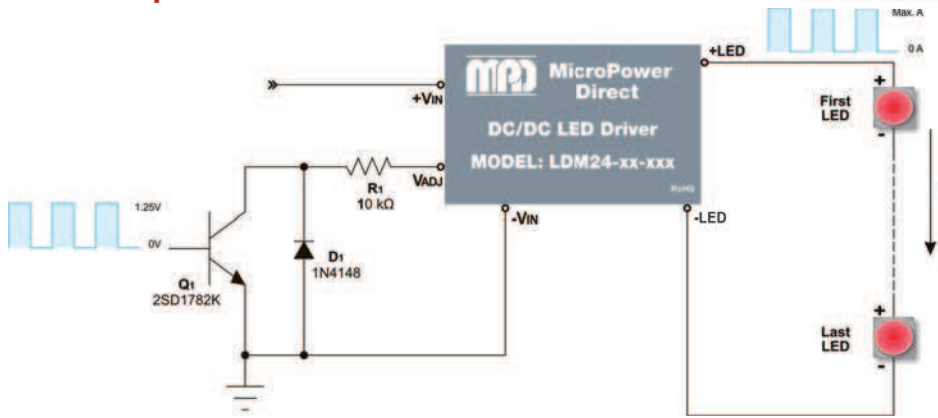 Max. A
0 A
+LED
MPD
MicroPower
Direct
+VIN
First
LED
+
-
DC/DC LED Driver
MODEL: LDM24-xx-xxx
VADJ
R1
10 kΩ
RoHS
1.25V
0V
-VIN
-LED
D1
1N4148
Q1
2SD1782K
+
Last
LED
-